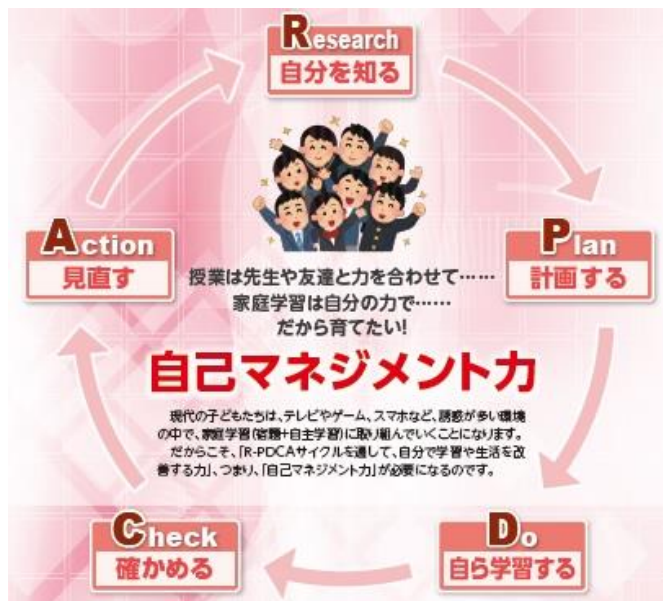 Research
自分を知る
Action
見直す
Plan
計画する
授業は先生や友達と力を合わせて……
家庭学習は自分の力で……
だから育てたい!
自己マネジメント力
現代の子どもたちは、テレビやゲーム、スマホなど、誘惑が多い環境
の中で、家庭学習(宿題+自主学習)に取り組んでいくことになります。
だからこそ、「R-PDCAサイクルを通して、自分で学習や生活を改
善する力」、つまり、「自己マネジメント力」が必要になるのです。
Check
確かめる
Do
自ら学習する